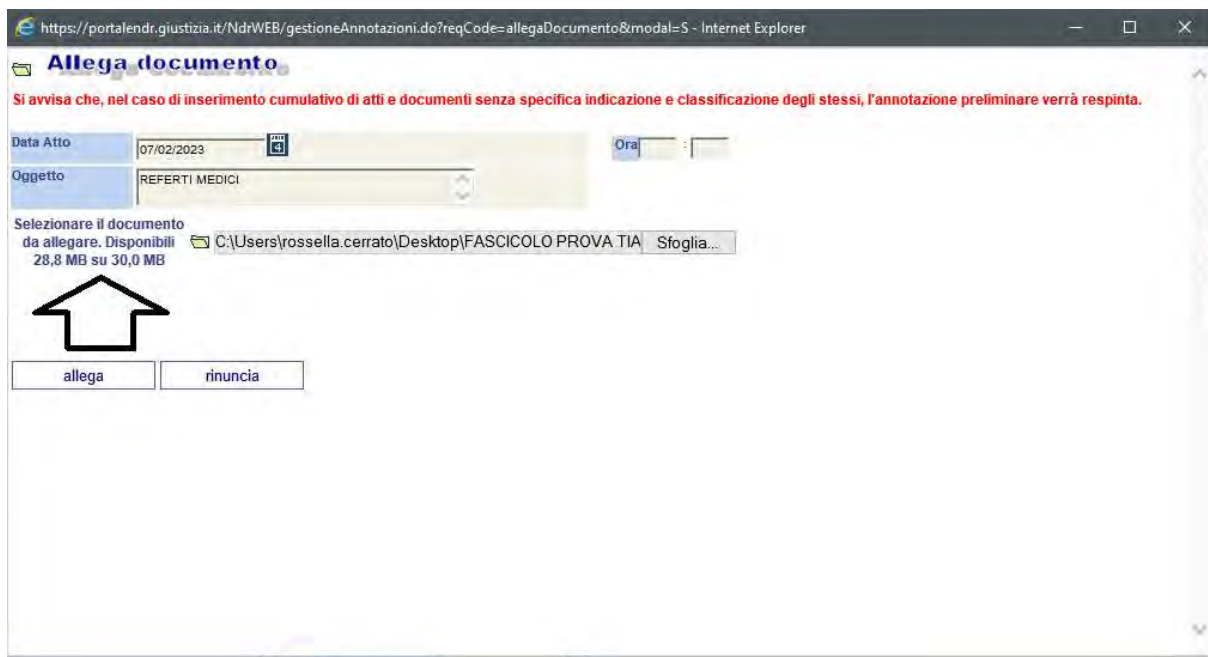 https://portalendr.giustizia.it/NdrWEB/gestioneAnnotazioni.do?reqCode=allegaDocumento&modal=S - Internet Explorer
Allega documento
Si avvisa che, nel caso di inserimento cumulativo di atti e documenti senza specifica indicazione e classificazione degli stessi, l'annotazione preliminare verrà respinta.
Data Atto 07/02/2023 4 Ora :
Oggetto REFERTI MEDICI
Selezionare il documento
da allegare. Disponibili C:\Users\rossella.cerrato\Desktop\FASCICOLO PROVA TIA Sfoglia...
28,8 MB su 30,0 MB
allega rinuncia